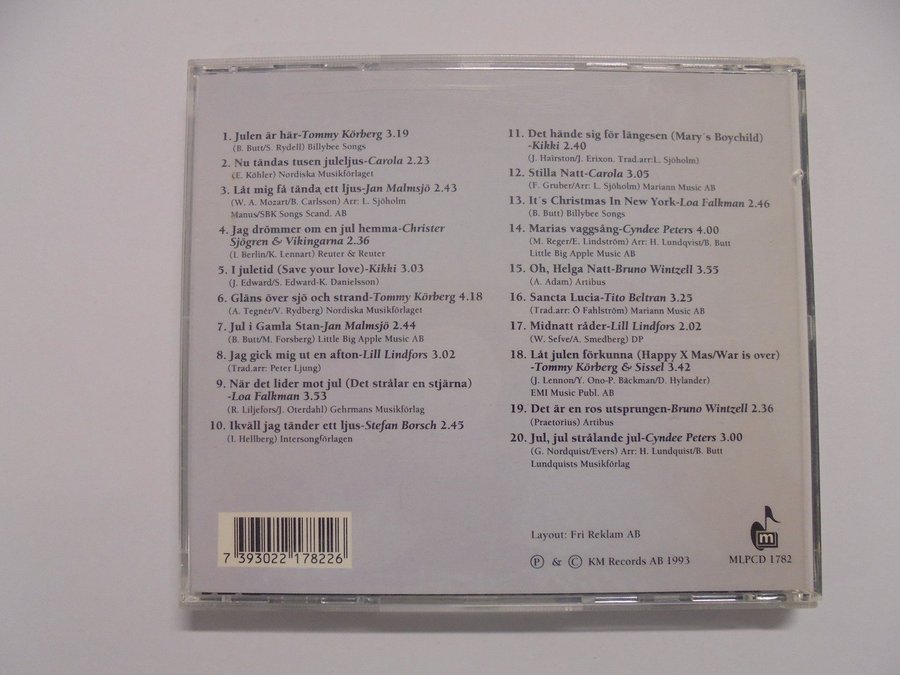 1. Julen är här-Tommy Körberg 3.19
(B. Butt/S. Rydell) Billybee Songs
2. Nu tändas tusen juleljus-Carola 2.23
(E. Köhler) Nordiska Musikförlaget
3. Låt mig få tända ett ljus-Jan Malmsjö 2.43
(W. A. Mozart/B. Carlsson) Arr: L. Sjöholm
Manus/SBK Songs Scand. AB
4. Jag drömmer om en jul hemma-Christer
Sjögren & Vikingarna 2.36
(I. Berlin/K. Lennart) Reuter & Reuter
5. I juletid (Save your love)-Kikki 3.03
(J. Edward/S. Edward-K. Danielsson)
6. Gläns över sjö och strand-Tommy Körberg 4.18
(A. Tegnér/V. Rydberg) Nordiska Musikförlaget
7. Jul i Gamla Stan-Jan Malmsjö 2.44
(B. Butt/M. Forsberg) Little Big Apple Music AB
8. Jag gick mig ut en afton-Lill Lindfors 3.02
(Trad.arr: Peter Ljung)
9. När det lider mot jul (Det strålar en stjärna)
-Loa Falkman 3.53
(R. Liljefors/J. Oterdahl) Gehrmans Musikförlag
10. Ikväll jag tänder ett ljus-Stefan Borsch 2.45
(I. Hellberg) Intersongförlagen
11. Det hände sig för längesen (Mary´s Boychild)
-Kikki 2.40
(J. Hairston/J. Erixon. Trad.arr:L. Sjöholm)
12. Stilla Natt-Carola 3.05
(F. Gruber/Arr: L. Sjöholm) Mariann Music AB
13. It´s Christmas In New York-Loa Falkman 2.46
(B. Butt) Billybee Songs
14. Marias vaggsång-Cyndee Peters 4.00
(M. Reger/E. Lindström) Arr: H. Lundqvist/B. Butt
Little Big Apple Music AB
15. Oh, Helga Natt-Bruno Wintzell 3.55
(A. Adam) Artibus
16. Sancta Lucia-Tito Beltran 3.25
(Trad.arr: Ö Fahlström) Mariann Music AB
17. Midnatt råder-Lill Lindfors 2.02
(W. Sefve/A. Smedberg) DP
18. Låt julen förkunna (Happy X Mas/War is over)
-Tommy Körberg & Sissel 3.42
(J. Lennon/Y. Ono-P. Bäckman/D. Hylander)
EMI Music Publ. AB
19. Det är en ros utsprungen-Bruno Wintzell 2.36
(Praetorius) Artibus
20. Jul, jul strålande jul-Cyndee Peters 3.00
(G. Nordquist/Evers) Arr: H. Lundquist/B. Butt
Lundquists Musikförlag
7 393022 178226
Layout: Fri Reklam AB
Ⓟ & © KM Records AB 1993
m
MLPCD 1782